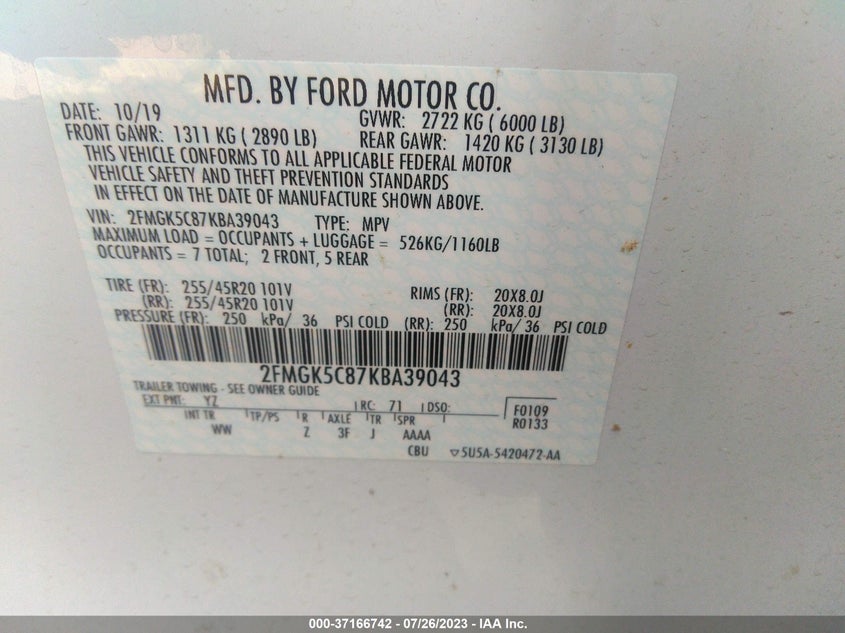 MFD. BY FORD MOTOR CO.
DATE: 10/19 GVWR: 2722 KG ( 6000 LB)
FRONT GAWR: 1311 KG ( 2890 LB) REAR GAWR: 1420 KG ( 3130 LB)
THIS VEHICLE CONFORMS TO ALL APPLICABLE FEDERAL MOTOR
VEHICLE SAFETY AND THEFT PREVENTION STANDARDS
IN EFFECT ON THE DATE OF MANUFACTURE SHOWN ABOVE.
VIN: 2FMGK5C87KBA39043 TYPE: MPV
MAXIMUM LOAD = OCCUPANTS + LUGGAGE = 526KG/1160LB
OCCUPANTS = 7 TOTAL; 2 FRONT, 5 REAR
TIRE (FR): 255/45R20 101V RIMS (FR): 20X8.0J
(RR): 255/45R20 101V (RR): 20X8.0J
PRESSURE (FR): 250 kPa/ 36 PSI COLD (RR): 250 kPa/ 36 PSI COLD
2FMGK5C87KBA39043
TRAILER TOWING - SEE OWNER GUIDE
EXT PNT: YZ RC: 71 DSO: F0109
INT TR TP/PS R AXLE TR SPR R0133
WW Z 3F J AAAA
CBU ▽5U5A-5420472-AA
000-37166742 - 07/26/2023 - IAA Inc.